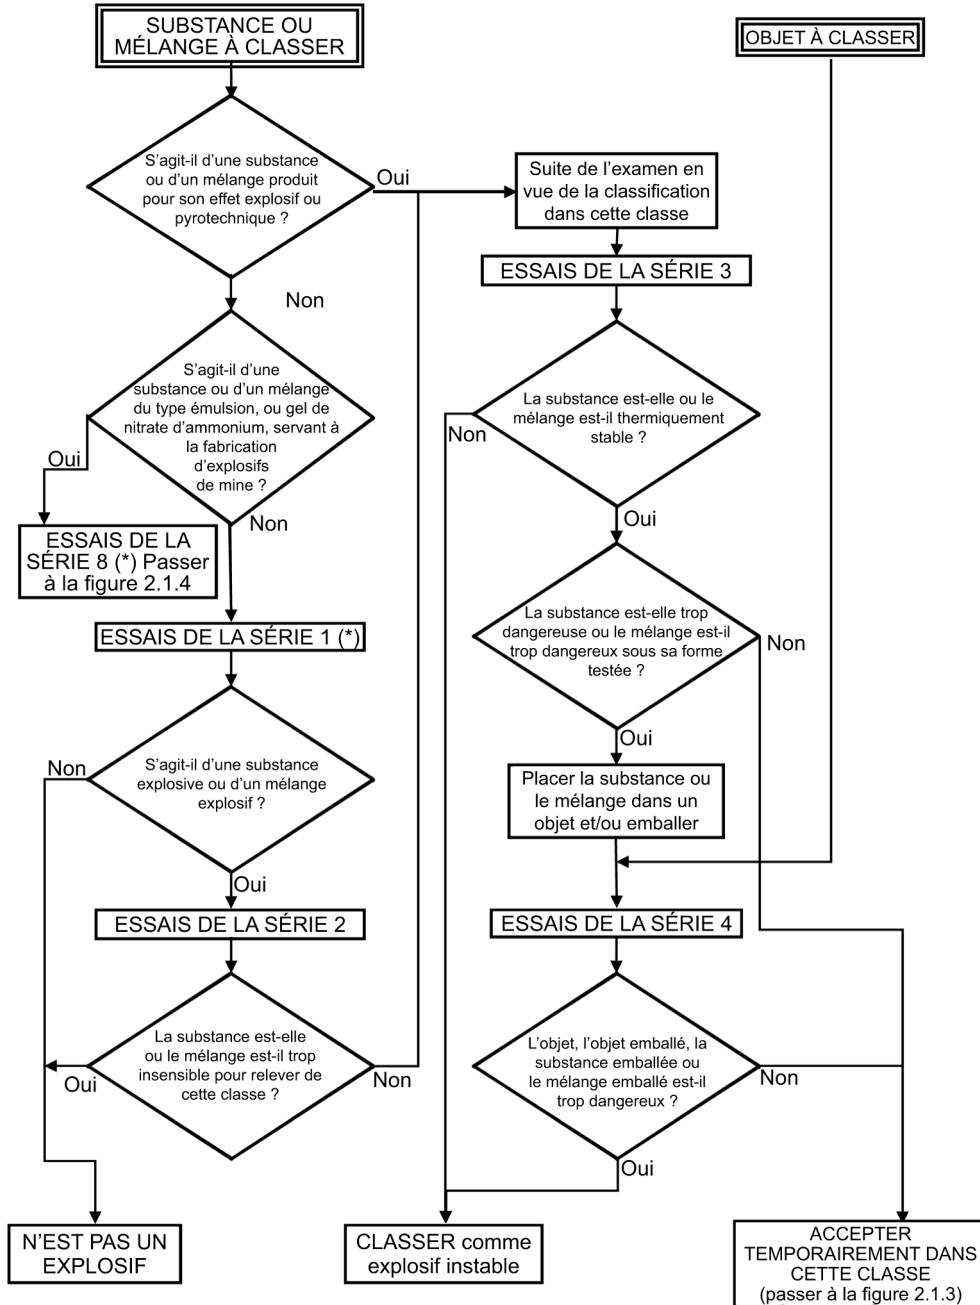 SUBSTANCE OU
MÉLANGE À CLASSER
OBJET À CLASSER
S’agit-il d’une substance
ou d’un mélange produit
pour son effet explosif ou
pyrotechnique ?
Oui
Suite de l’examen en
vue de la classification
dans cette classe
ESSAIS DE LA SÉRIE 3
Non
S’agit-il d’une
substance ou d’un mélange
du type émulsion, ou gel de
nitrate d’ammonium, servant à
la fabrication
d’explosifs
de mine ?
La substance est-elle ou le
mélange est-il thermiquement
stable ?
Non
Oui
Non
Oui
ESSAIS DE LA
SÉRIE 8 (*) Passer
à la figure 2.1.4
La substance est-elle trop
dangereuse ou le mélange est-il
trop dangereux sous sa forme
testée ?
Non
ESSAIS DE LA SÉRIE 1 (*)
Oui
Non
S’agit-il d’une substance
explosive ou d’un mélange
explosif ?
Placer la substance ou
le mélange dans un
objet et/ou emballer
Oui
ESSAIS DE LA SÉRIE 2
ESSAIS DE LA SÉRIE 4
La substance est-elle
ou le mélange est-il trop
insensible pour relever de
cette classe ?
Oui
Non
L’objet, l’objet emballé, la
substance emballée ou
le mélange emballé est-il
trop dangereux ?
Non
Oui
N’EST PAS UN
EXPLOSIF
CLASSER comme
explosif instable
ACCEPTER
TEMPORAIREMENT DANS
CETTE CLASSE
(passer à la figure 2.1.3)